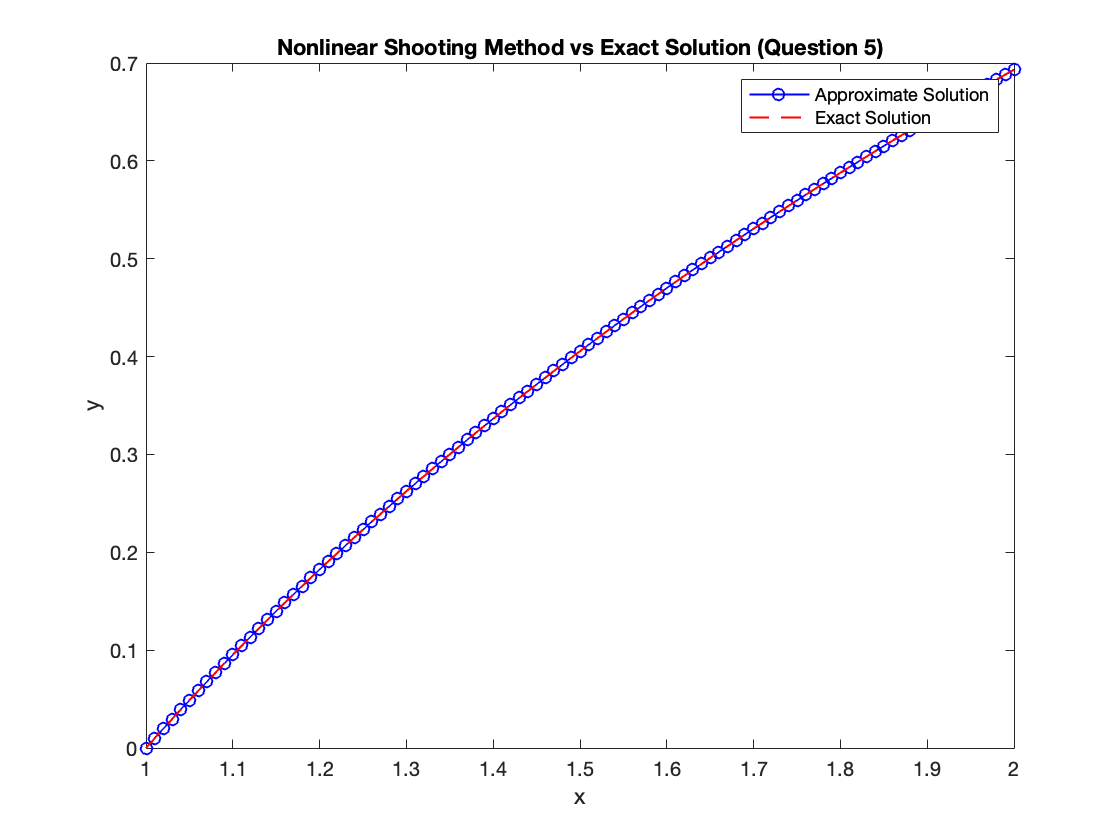 Nonlinear Shooting Method vs Exact Solution (Question 5)
0.7
0.6
0.5
0.4
0.3
0.2
0.1
0
y
Approximate Solution
Exact Solution
1 1.1 1.2 1.3 1.4 1.5 1.6 1.7 1.8 1.9 2
x